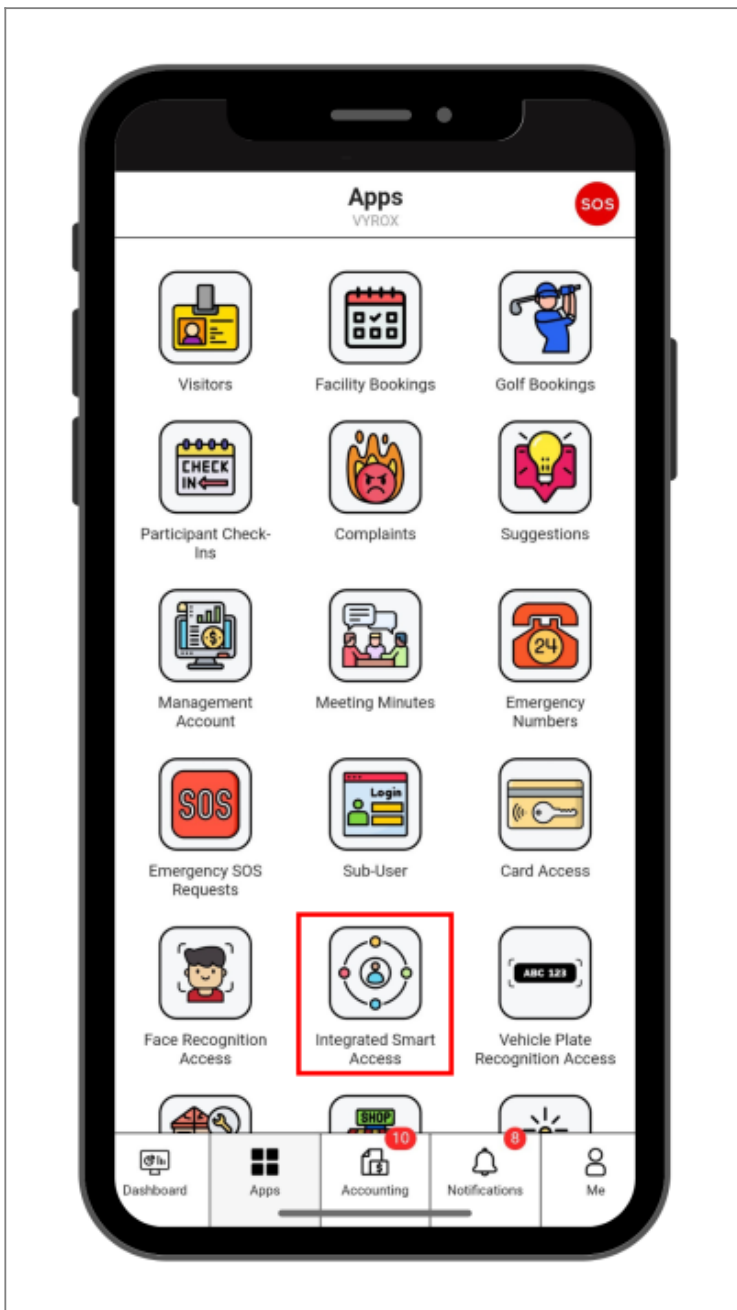 Apps
VYROX
SOS
Visitors
Facility Bookings
Golf Bookings
CHECK
IN
Participant Check-
Ins
Complaints
Suggestions
24
Management
Account
Meeting Minutes
Emergency
Numbers
SOS
Login
Emergency SOS
Requests
Sub-User
Card Access
ABC 123
Face Recognition
Access
Integrated Smart
Access
Vehicle Plate
Recognition Access
SHOP
10
8
Dashboard
Apps
Accounting
Notifications
Me